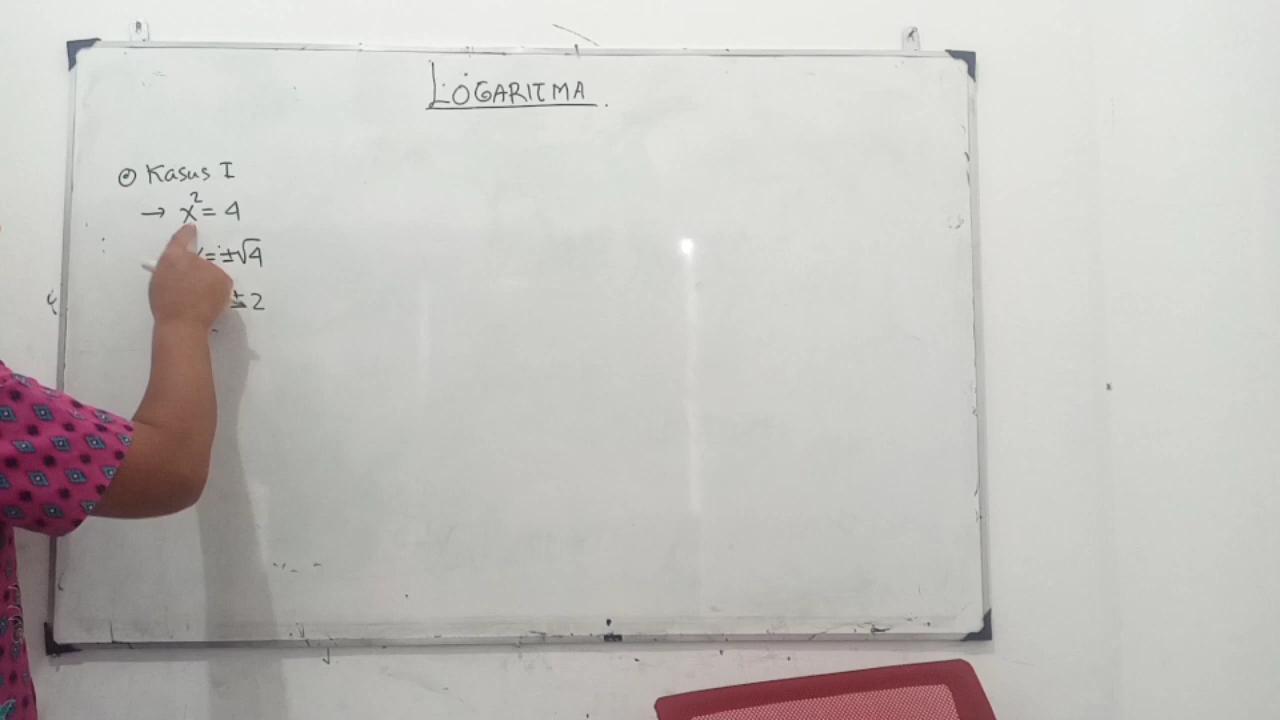 LOGARITMA
Kasus I
→ x² = 4
= ±√4
± 2